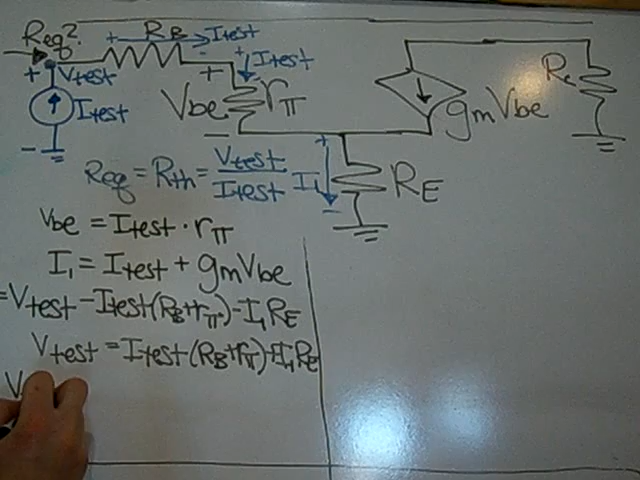 Req? + RB Itest
+ Vtest + - + Itest
Itest Vbe rπ gmVbe Rc
- - +
Req = Rth = Vtest/Itest I1 RE
-
Vbe = Itest · rπ
I1 = Itest + gmVbe
= Vtest - Itest(RB+rπ) - I1RE
Vtest = Itest(RB+rπ) + I1RE
V